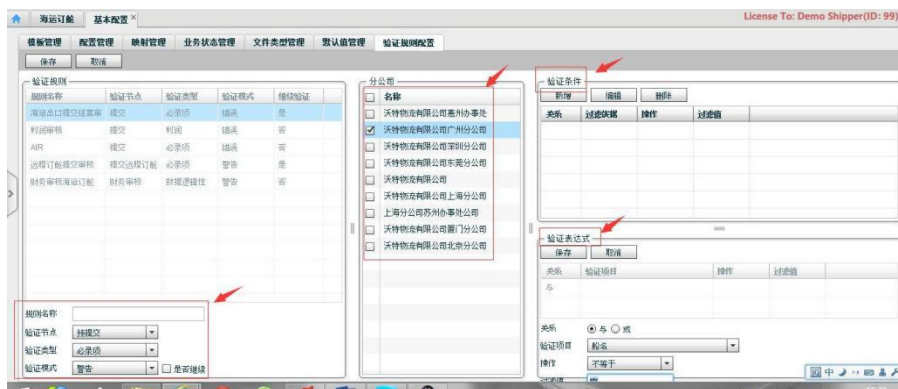 License To: Demo Shipper(ID: 99)
海运订舱 基本配置 ×
模板管理 配置管理 映射管理 业务状态管理 文件类型管理 默认值管理 验证规则配置
保存 取消
验证规则
规则名称 验证节点 验证类型 验证模式 继续验证
海运出口提交结算审 提交 必录项 错误 是
利润审核 提交 利润 错误 否
AIR 提交 必录项 错误 否
远程订舱提交审核 提交远程订舱 必录项 警告 是
财务审核海运订舱 财务审核 数据逻辑性 警告 否
规则名称
验证节点 转提交
验证类型 必录项
验证模式 警告 是否继续
分公司
名称
沃特物流有限公司惠州办事处
沃特物流有限公司广州分公司
沃特物流有限公司深圳分公司
沃特物流有限公司东莞分公司
沃特物流有限公司
沃特物流有限公司上海分公司
上海分公司苏州办事处公司
沃特物流有限公司厦门分公司
沃特物流有限公司北京分公司
验证条件
新增 编辑 删除
关系 过滤依据 操作 过滤值
验证表达式
保存 取消
关系 验证项目 操作 过滤值
与
关系 与 或
验证项目 船名
操作 不等于
过滤值
中